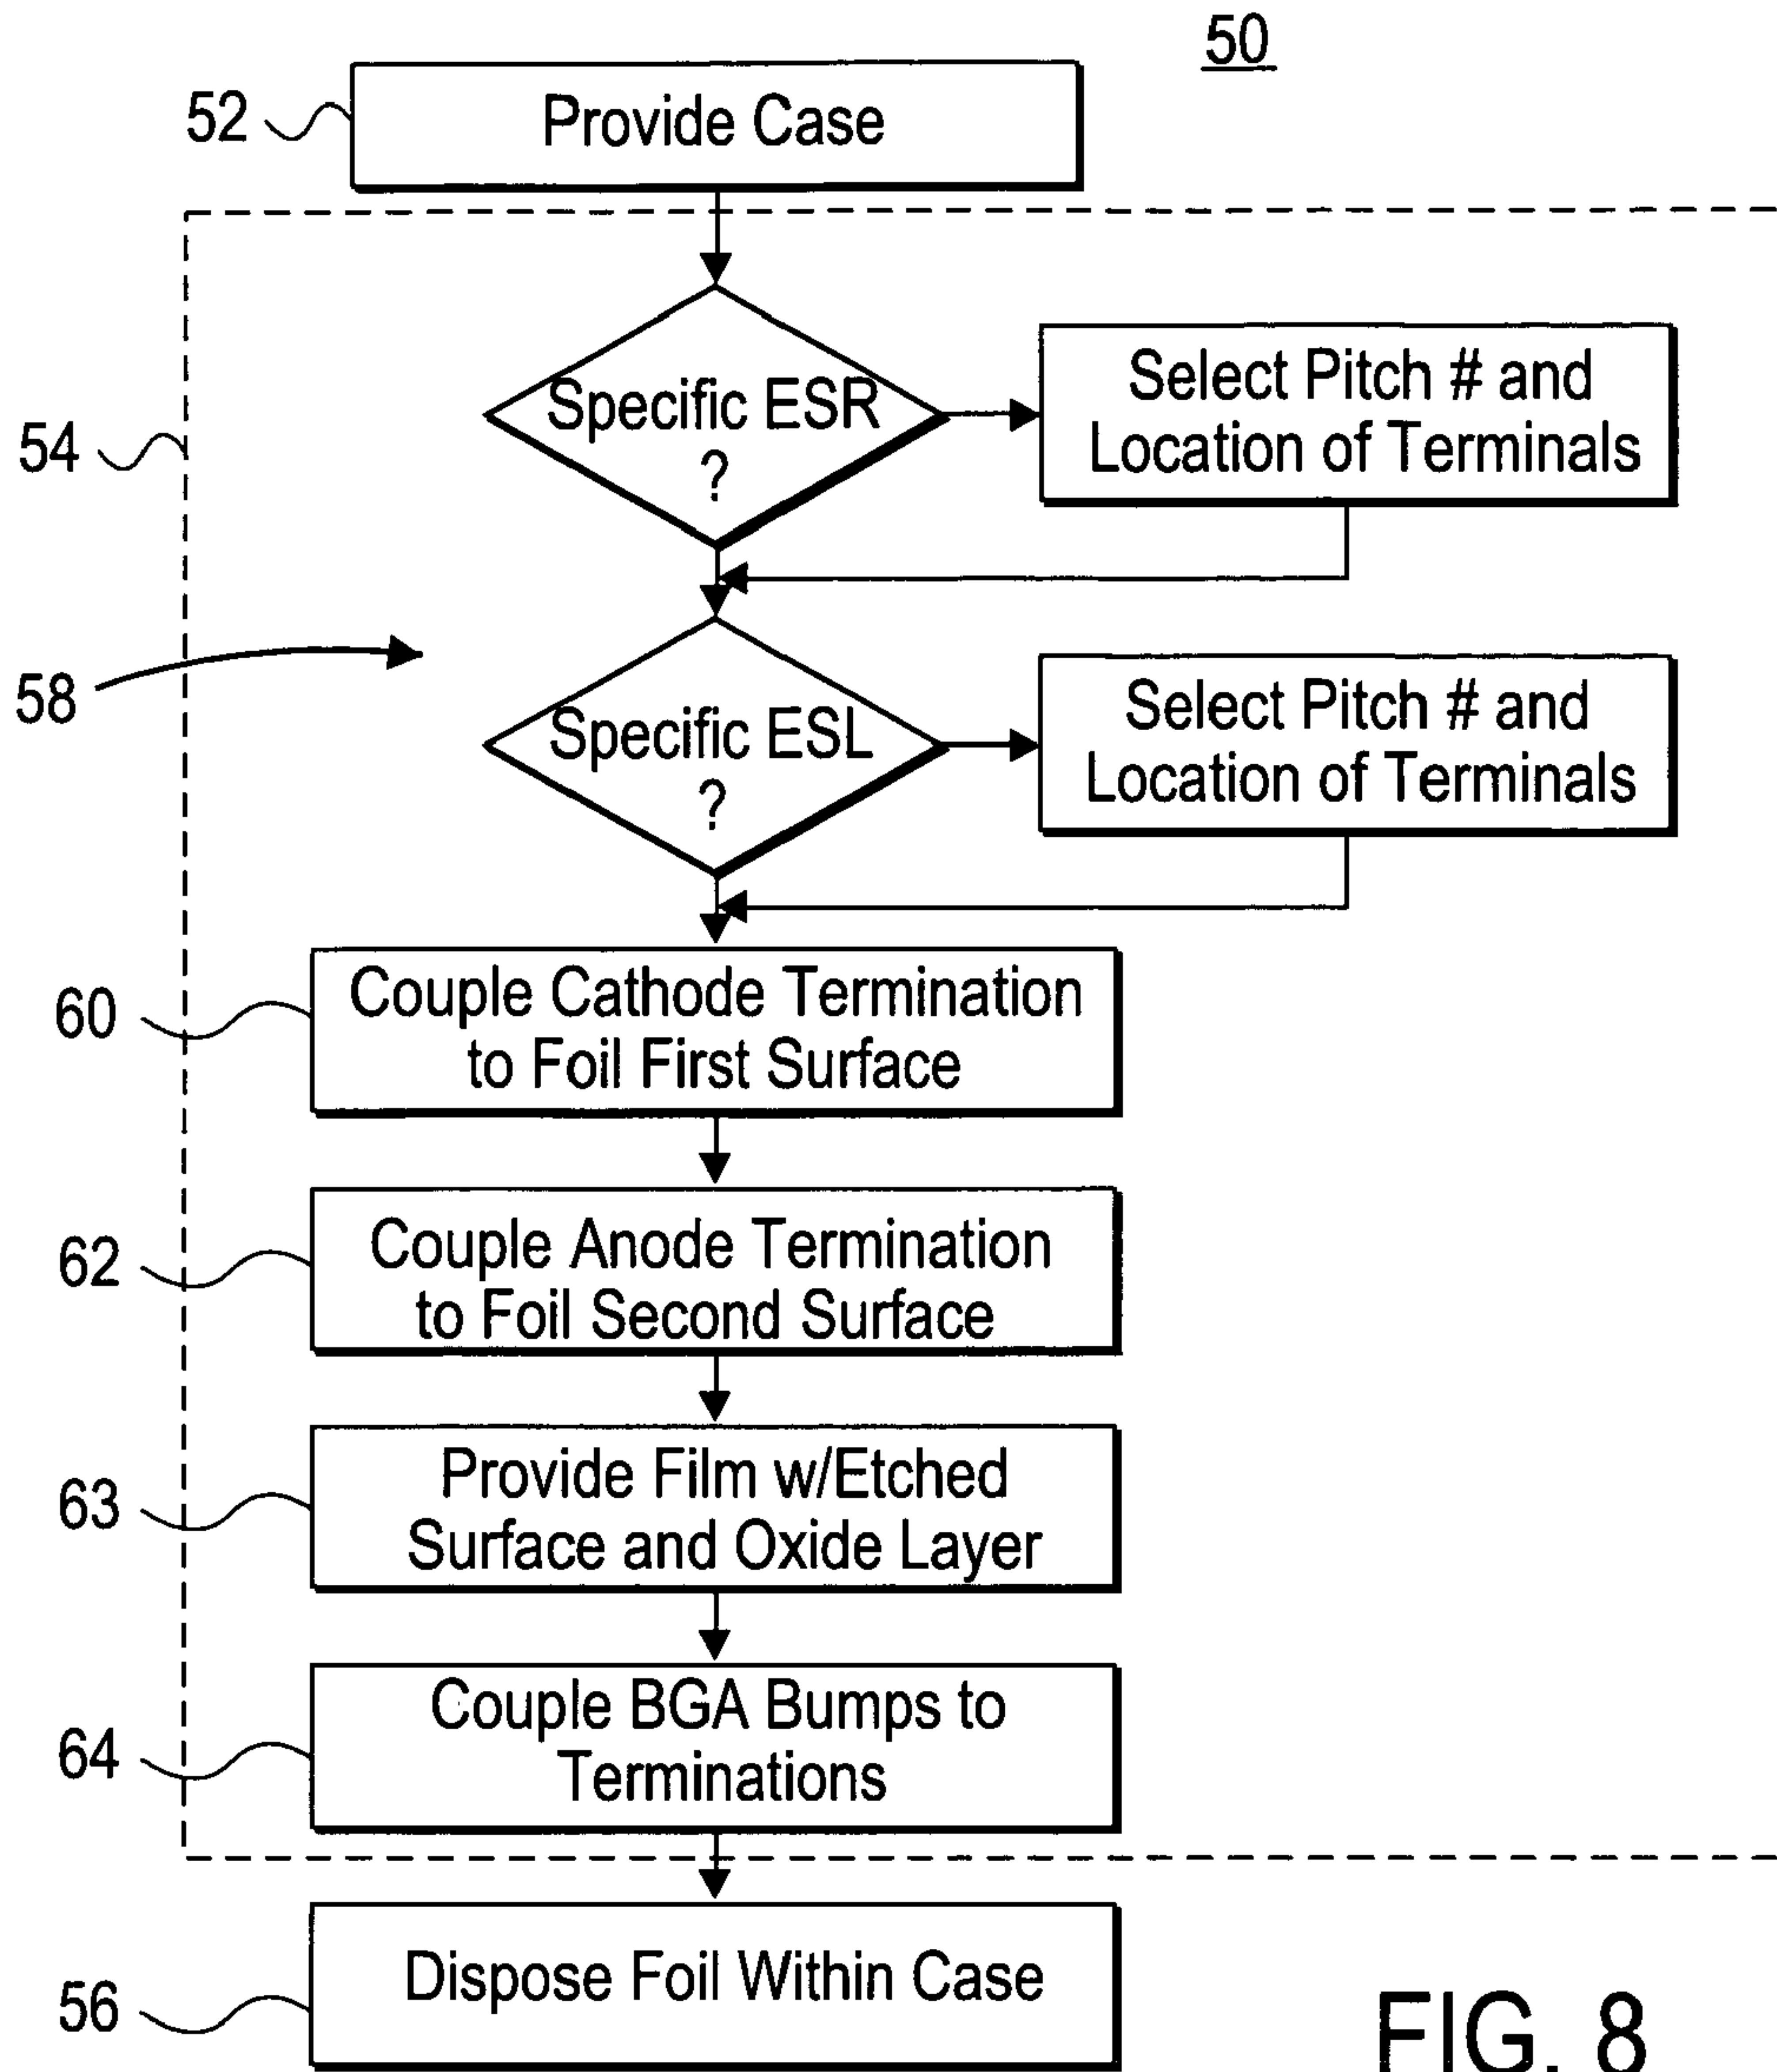 50
52
Provide Case
54
Specific ESR
?
Select Pitch # and
Location of Terminals
58
Specific ESL
?
Select Pitch # and
Location of Terminals
60
Couple Cathode Termination
to Foil First Surface
62
Couple Anode Termination
to Foil Second Surface
63
Provide Film w/Etched
Surface and Oxide Layer
64
Couple BGA Bumps to
Terminations
56
Dispose Foil Within Case
FIG. 8